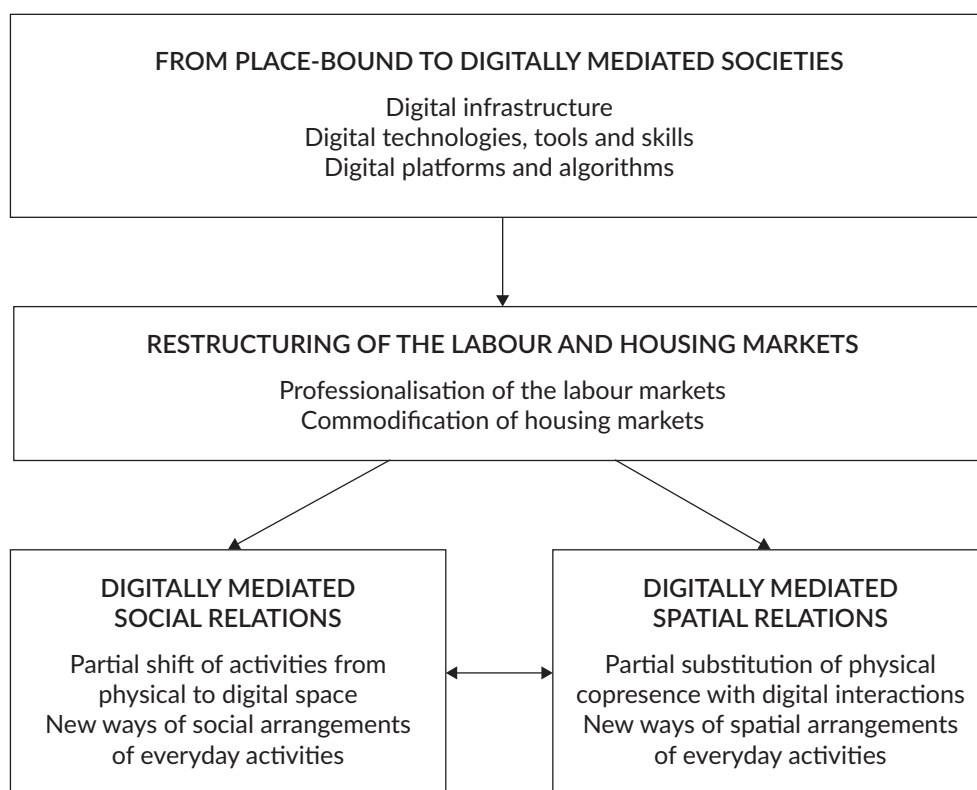 FROM PLACE-BOUND TO DIGITALLY MEDIATED SOCIETIES
Digital infrastructure
Digital technologies, tools and skills
Digital platforms and algorithms
RESTRUCTURING OF THE LABOUR AND HOUSING MARKETS
Professionalisation of the labour markets
Commodification of housing markets
DIGITALLY MEDIATED
SOCIAL RELATIONS
Partial shift of activities from
physical to digital space
New ways of social arrangements
of everyday activities
DIGITALLY MEDIATED
SPATIAL RELATIONS
Partial substitution of physical
copresence with digital interactions
New ways of spatial arrangements
of everyday activities